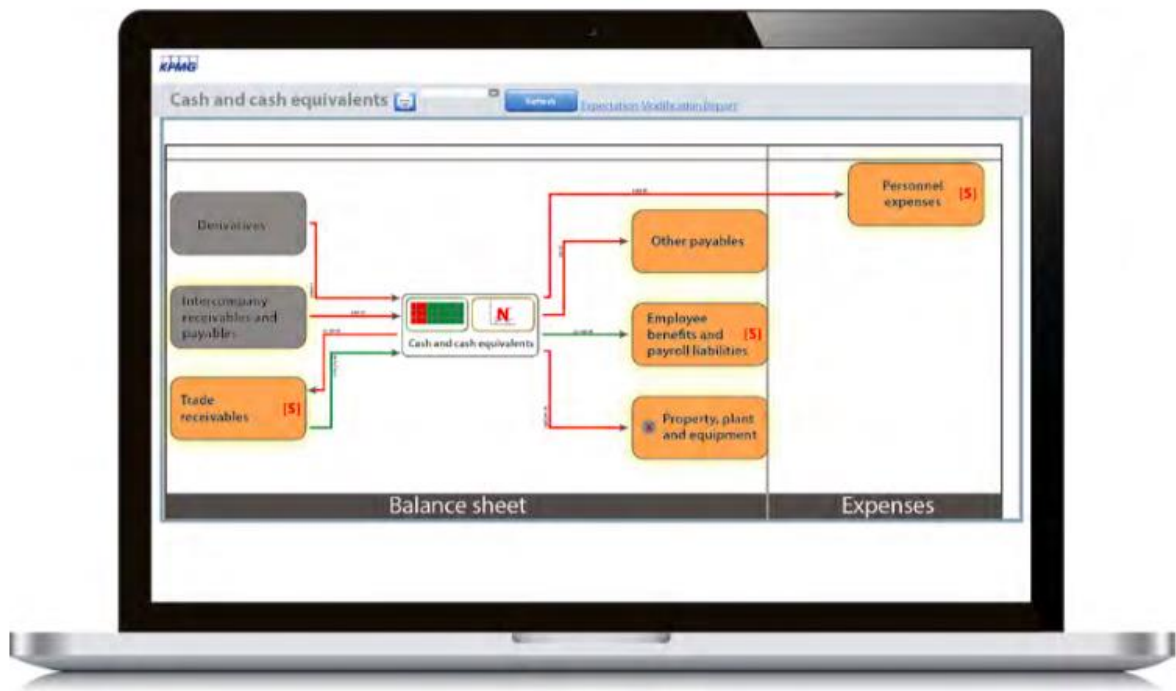 KPMG
Cash and cash equivalents
Refresh
Expectation Modification Report
Personnel
expenses
[S]
Derivatives
Other payables
Intercompany
receivables and
payables
N
Cash and cash equivalents
Employee
benefits and
payroll liabilities
[S]
Trade
receivables
[S]
Property, plant
and equipment
Balance sheet
Expenses